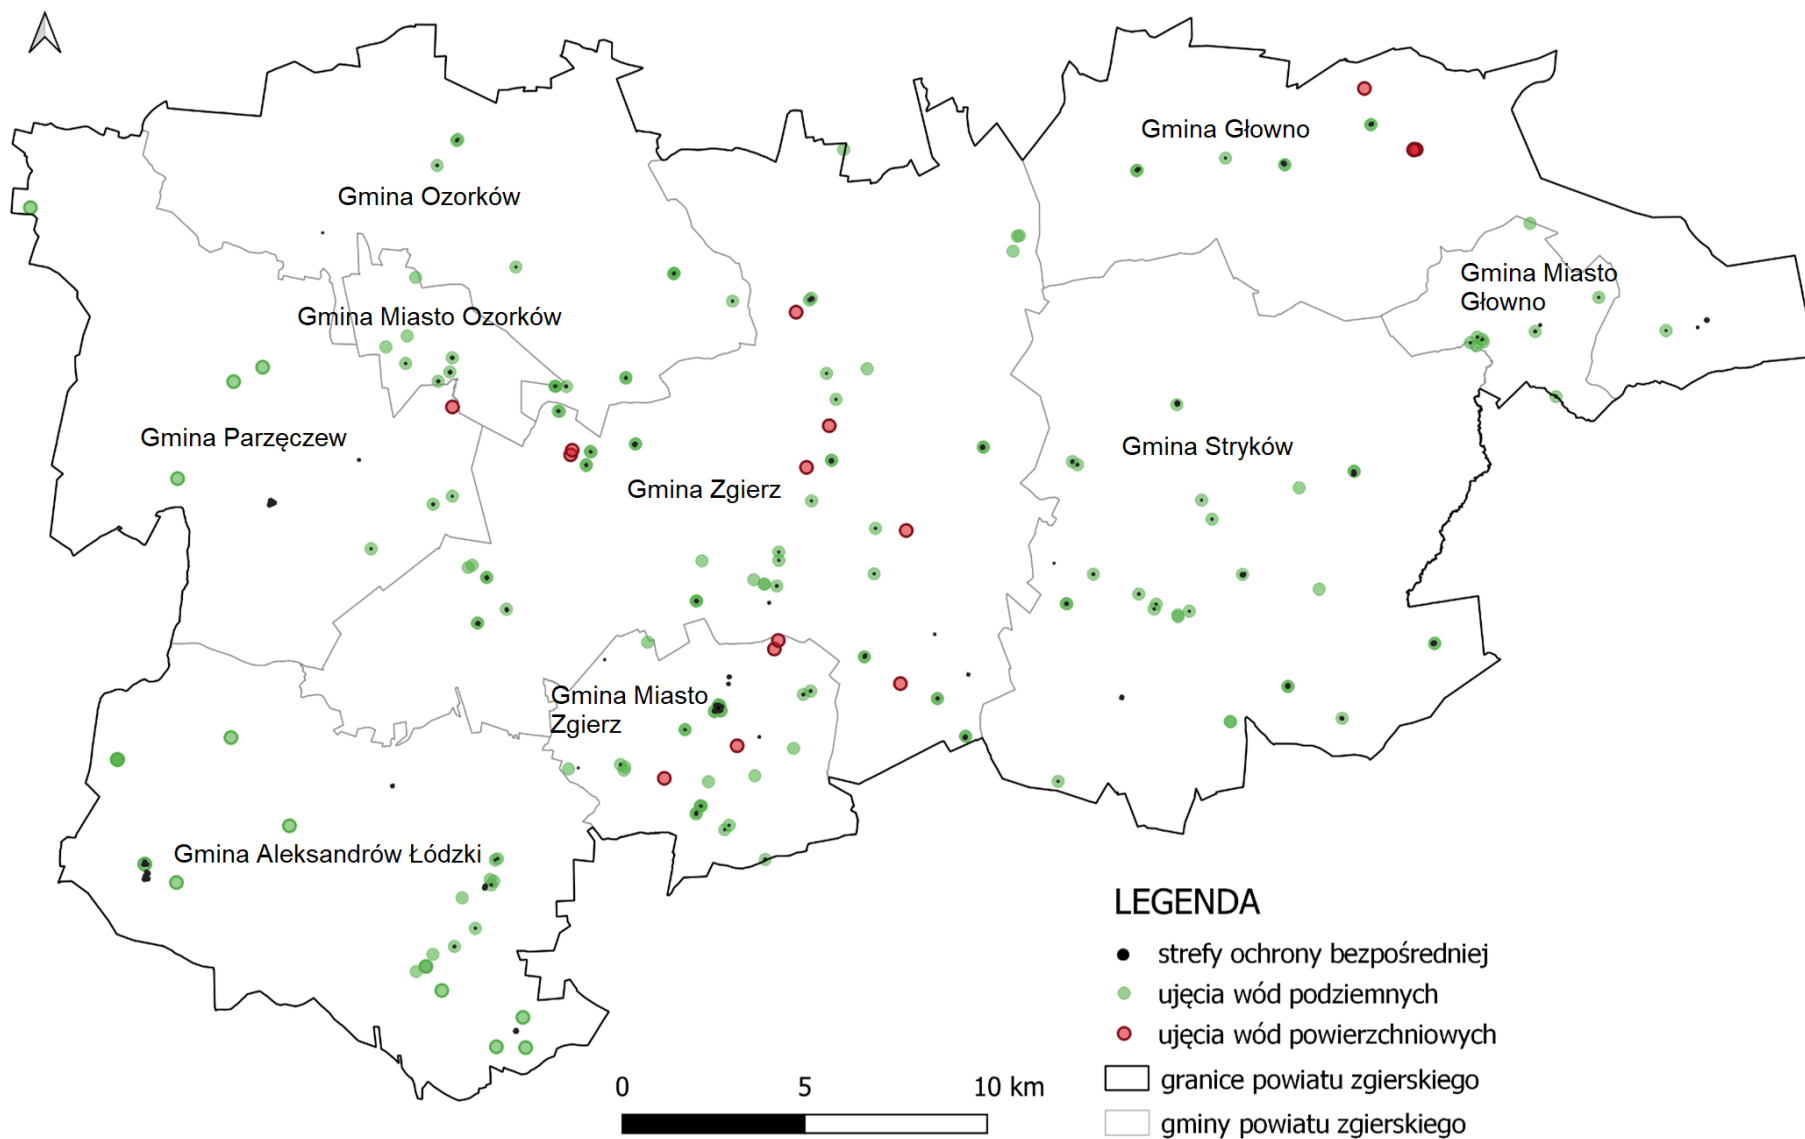 Gmina Głowno
Gmina Ozorków
Gmina Miasto
Głowno
Gmina Miasto Ozorków
Gmina Parzęczew
Gmina Stryków
Gmina Zgierz
Gmina Miasto
Zgierz
Gmina Aleksandrów Łódzki
LEGENDA
strefy ochrony bezpośredniej
ujęcia wód podziemnych
ujęcia wód powierzchniowych
granice powiatu zgierskiego
gminy powiatu zgierskiego
0 5 10 km